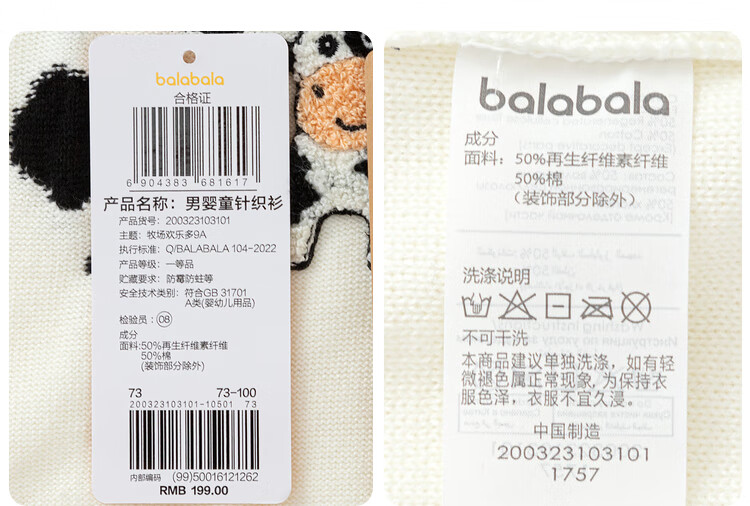 balabala
合格证
6 904383 681617
产品名称：男婴童针织衫
产品货号：200323103101
主题：牧场欢乐多9A
执行标准：Q/BALABALA 104-2022
产品等级：一等品
贮藏要求：防霉防蛀等
安全技术类别：符合GB 31701
A类(婴幼儿用品)
检验员：08
成分
面料:50%再生纤维素纤维
50%棉
(装饰部分除外)
73 73-100
200323103101-10501 73
内部编码 (99)50016121262
RMB 199.00
balabala
成分
面料：50%再生纤维素纤维
50%棉
（装饰部分除外）
洗涤说明
不可干洗
本商品建议单独洗涤，如有轻
微褪色属正常现象，为保持衣
服色泽，衣服不宜久浸。
中国制造
200323103101
1757